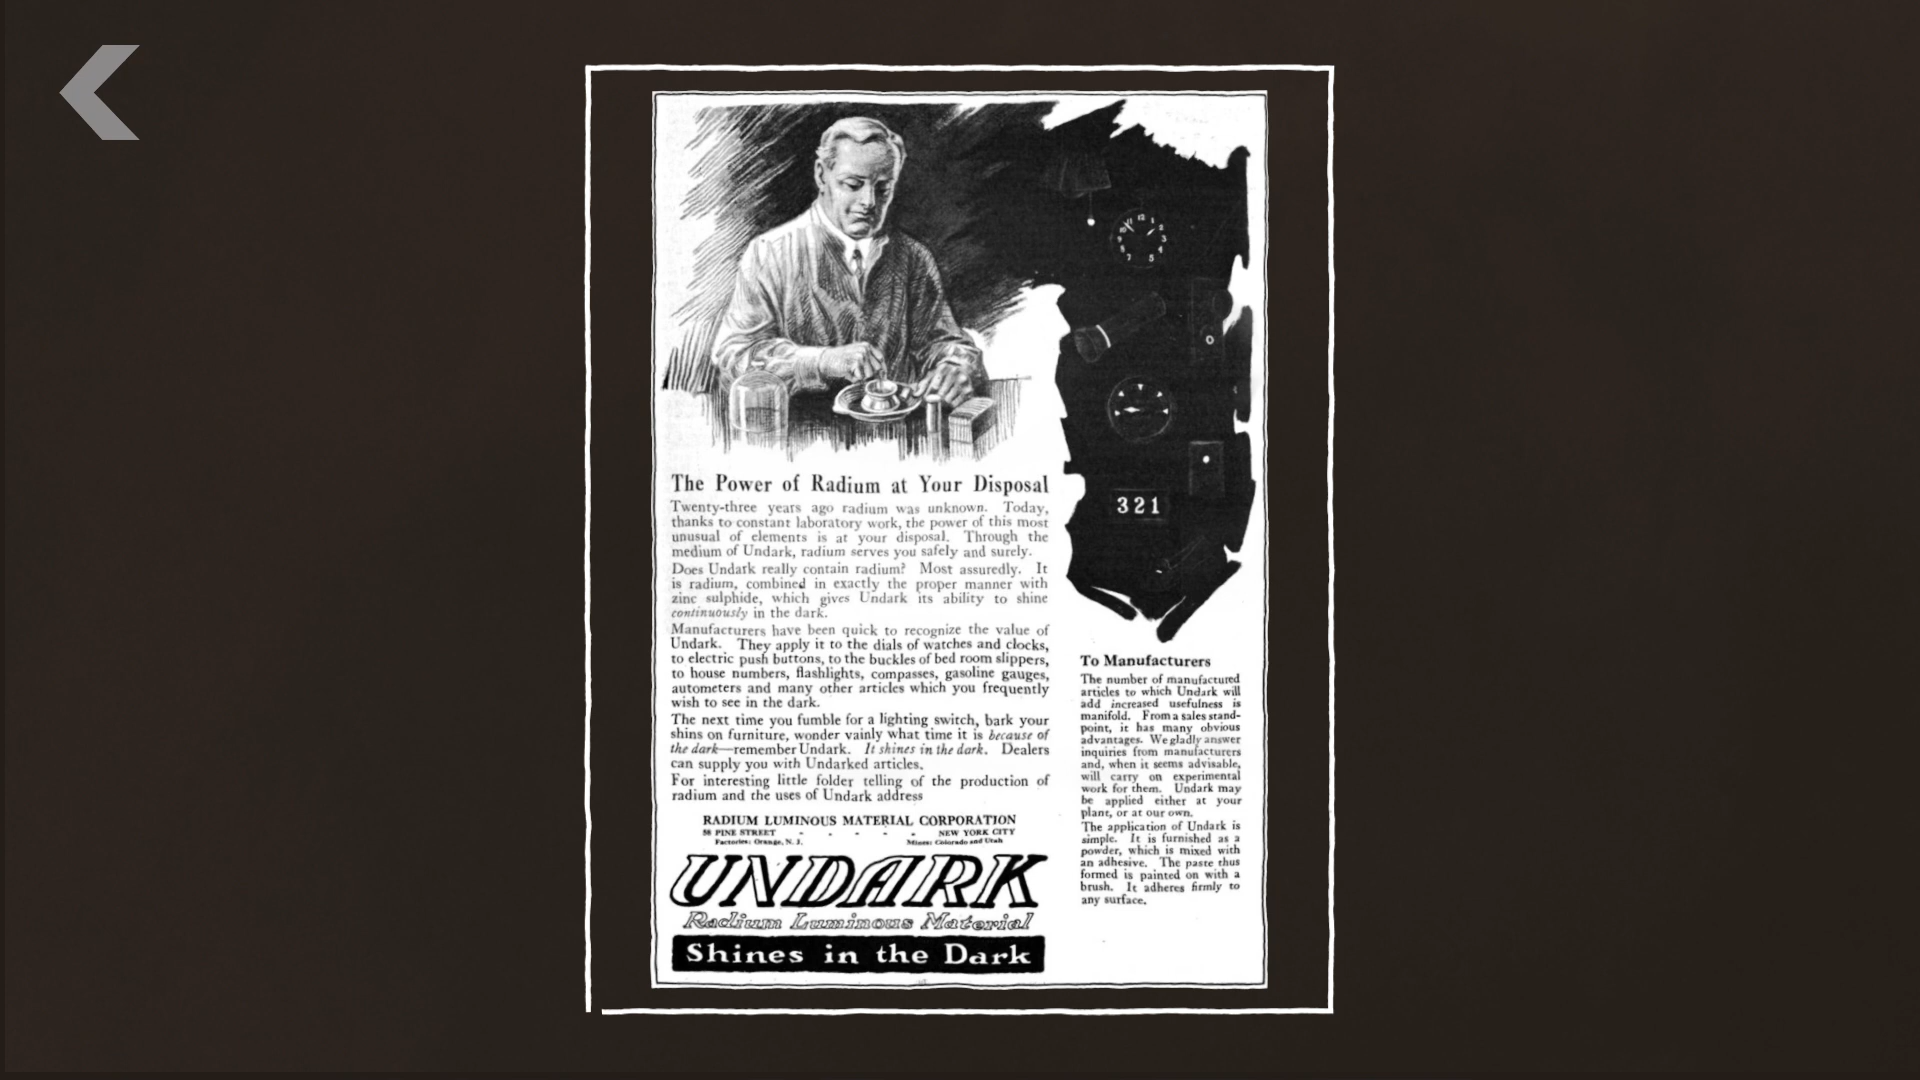 The Power of Radium at Your Disposal
Twenty-three years ago radium was unknown. Today,
thanks to constant laboratory work, the power of this most
unusual of elements is at your disposal. Through the
medium of Undark, radium serves you safely and surely.
Does Undark really contain radium? Most assuredly. It
is radium, combined in exactly the proper manner with
zinc sulphide, which gives Undark its ability to shine
continuously in the dark.
Manufacturers have been quick to recognize the value of
Undark. They apply it to the dials of watches and clocks,
to electric push buttons, to the buckles of bed room slippers,
to house numbers, flashlights, compasses, gasoline gauges,
autometers and many other articles which you frequently
wish to see in the dark.
The next time you fumble for a lighting switch, bark your
shins on furniture, wonder vainly what time it is because of
the dark—remember Undark. It shines in the dark. Dealers
can supply you with Undarked articles.
For interesting little folder telling of the production of
radium and the uses of Undark address
RADIUM LUMINOUS MATERIAL CORPORATION
58 PINE STREET - - - - NEW YORK CITY
Factories: Orange, N. J. Mines: Colorado and Utah
UNDARK
Radium Luminous Material
Shines in the Dark
12 1 2 3 4 5 7 8 9 10 11
321
To Manufacturers
The number of manufactured
articles to which Undark will
add increased usefulness is
manifold. From a sales stand-
point, it has many obvious
advantages. We gladly answer
inquiries from manufacturers
and, when it seems advisable,
will carry on experimental
work for them. Undark may
be applied either at your
plant, or at our own.
The application of Undark is
simple. It is furnished as a
powder, which is mixed with
an adhesive. The paste thus
formed is painted on with a
brush. It adheres firmly to
any surface.